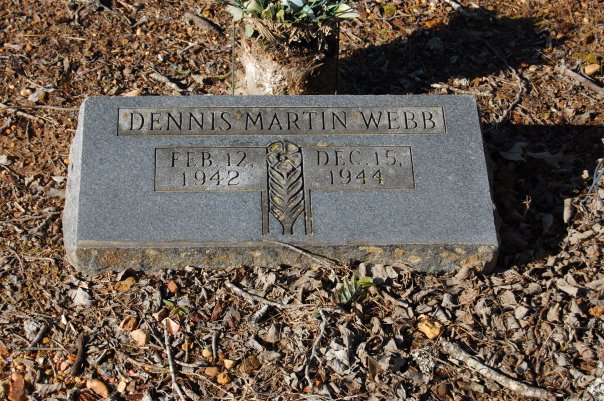 DENNIS MARTIN WEBB
FEB. 12, DEC. 15,
1942 1944